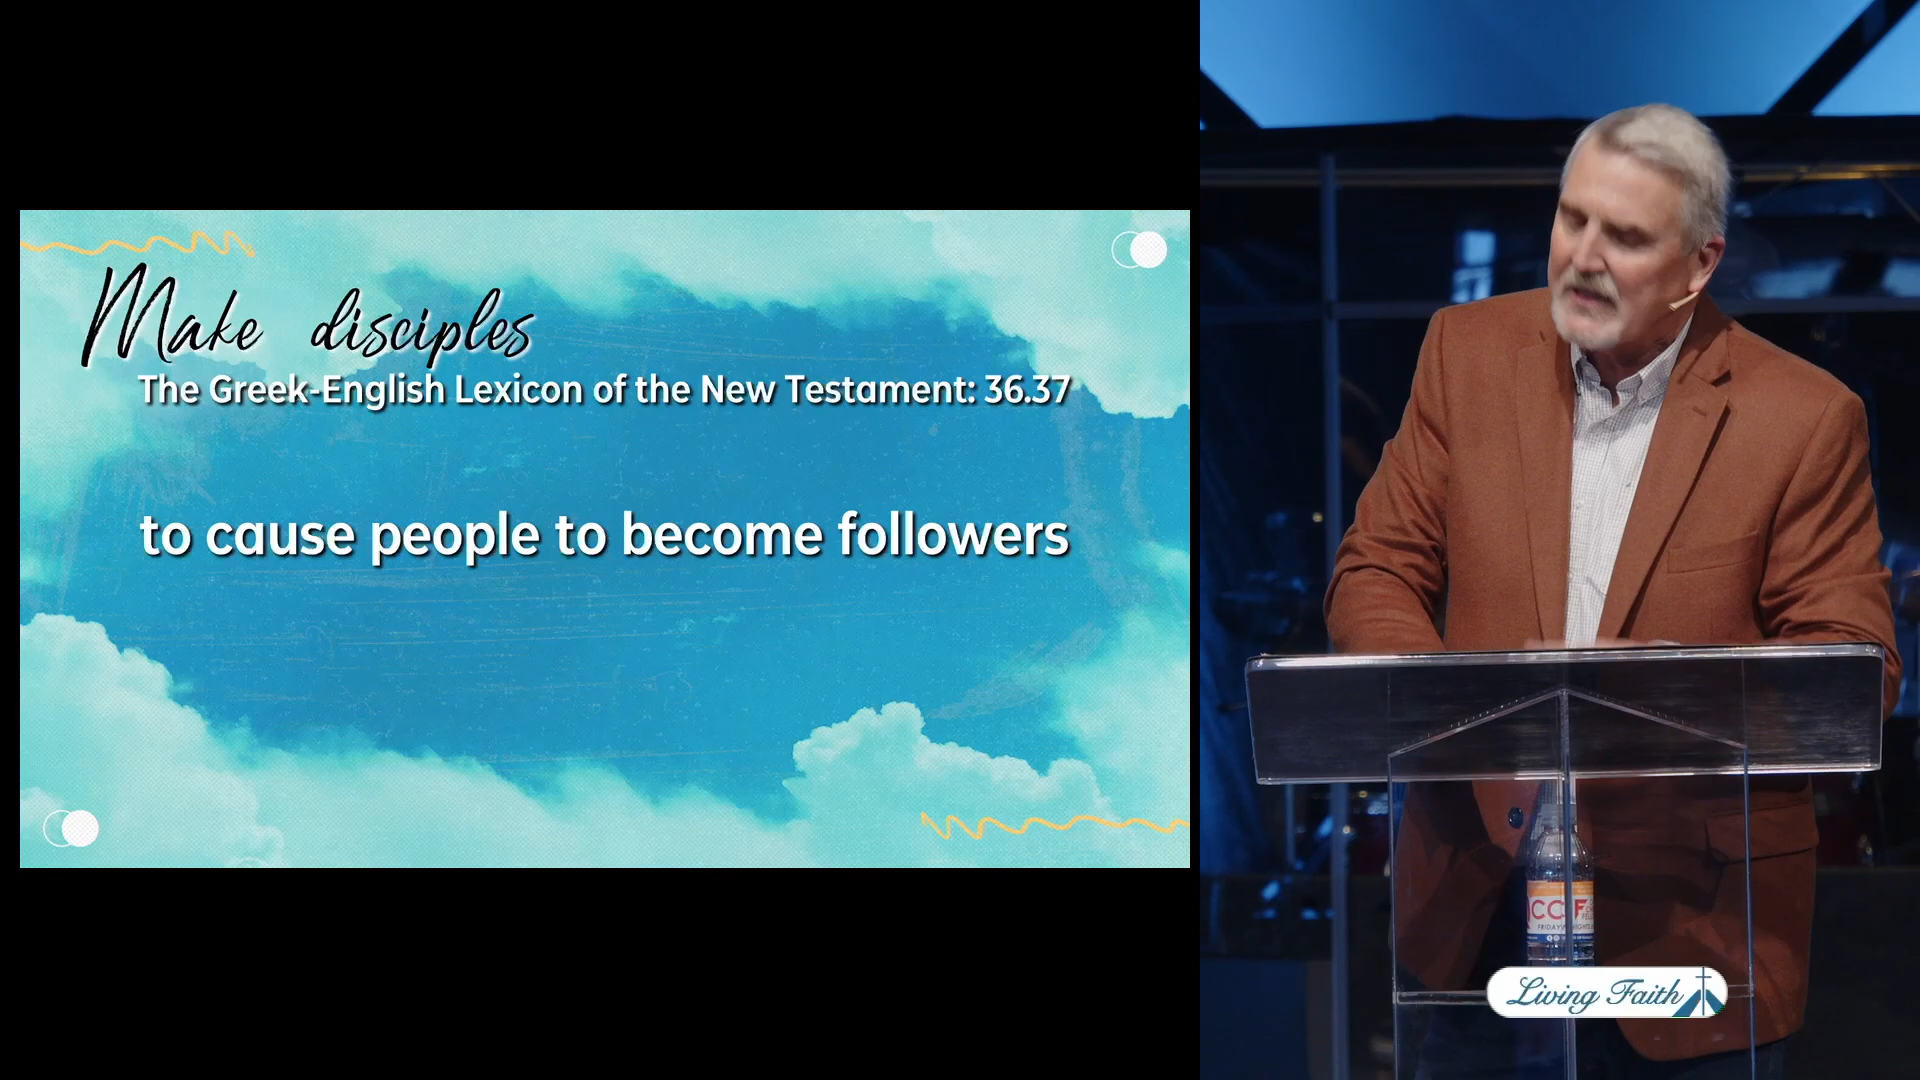 Make disciples
The Greek-English Lexicon of the New Testament: 36.37
to cause people to become followers
CC F
Living Faith